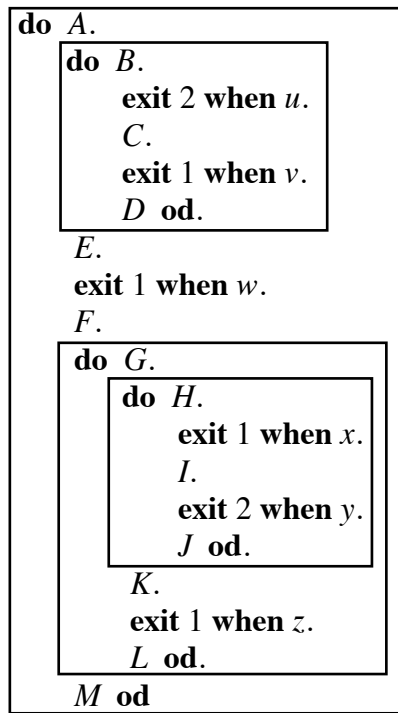 do A.
do B.
exit 2 when u.
C.
exit 1 when v.
D od.
E.
exit 1 when w.
F.
do G.
do H.
exit 1 when x.
I.
exit 2 when y.
J od.
K.
exit 1 when z.
L od.
M od